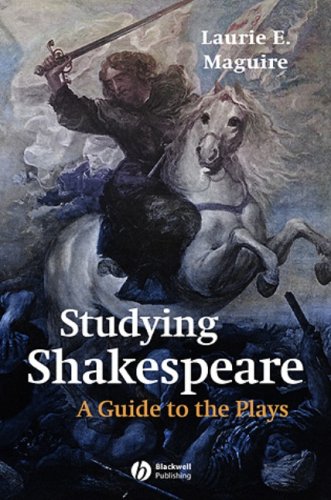 Laurie E.
Maguire
Studying
Shakespeare
A Guide to the Plays
Blackwell
Publishing